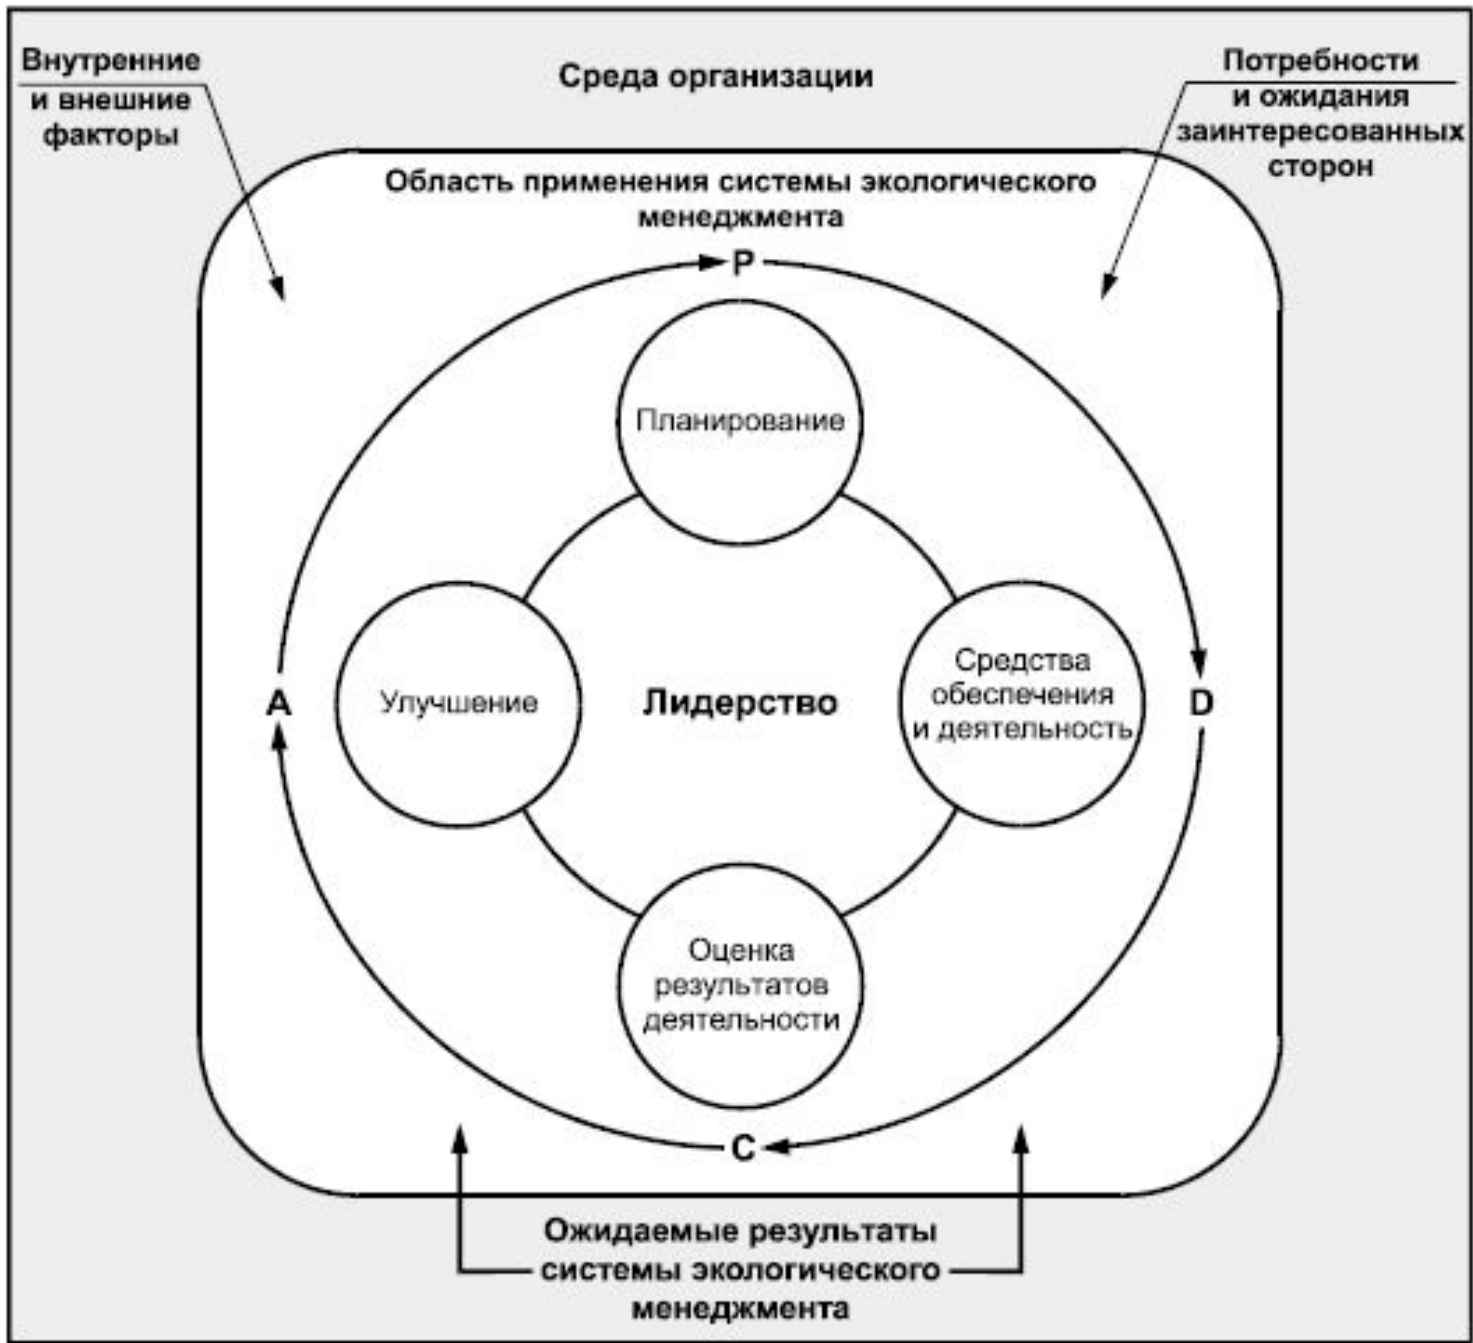 Внутренние
и внешние
факторы
Среда организации
Потребности
и ожидания
заинтересованных
сторон
Область применения системы экологического
менеджмента
P
Планирование
Средства
обеспечения
и деятельность
D
Лидерство
Улучшение
A
Оценка
результатов
деятельности
C
Ожидаемые результаты
системы экологического
менеджмента